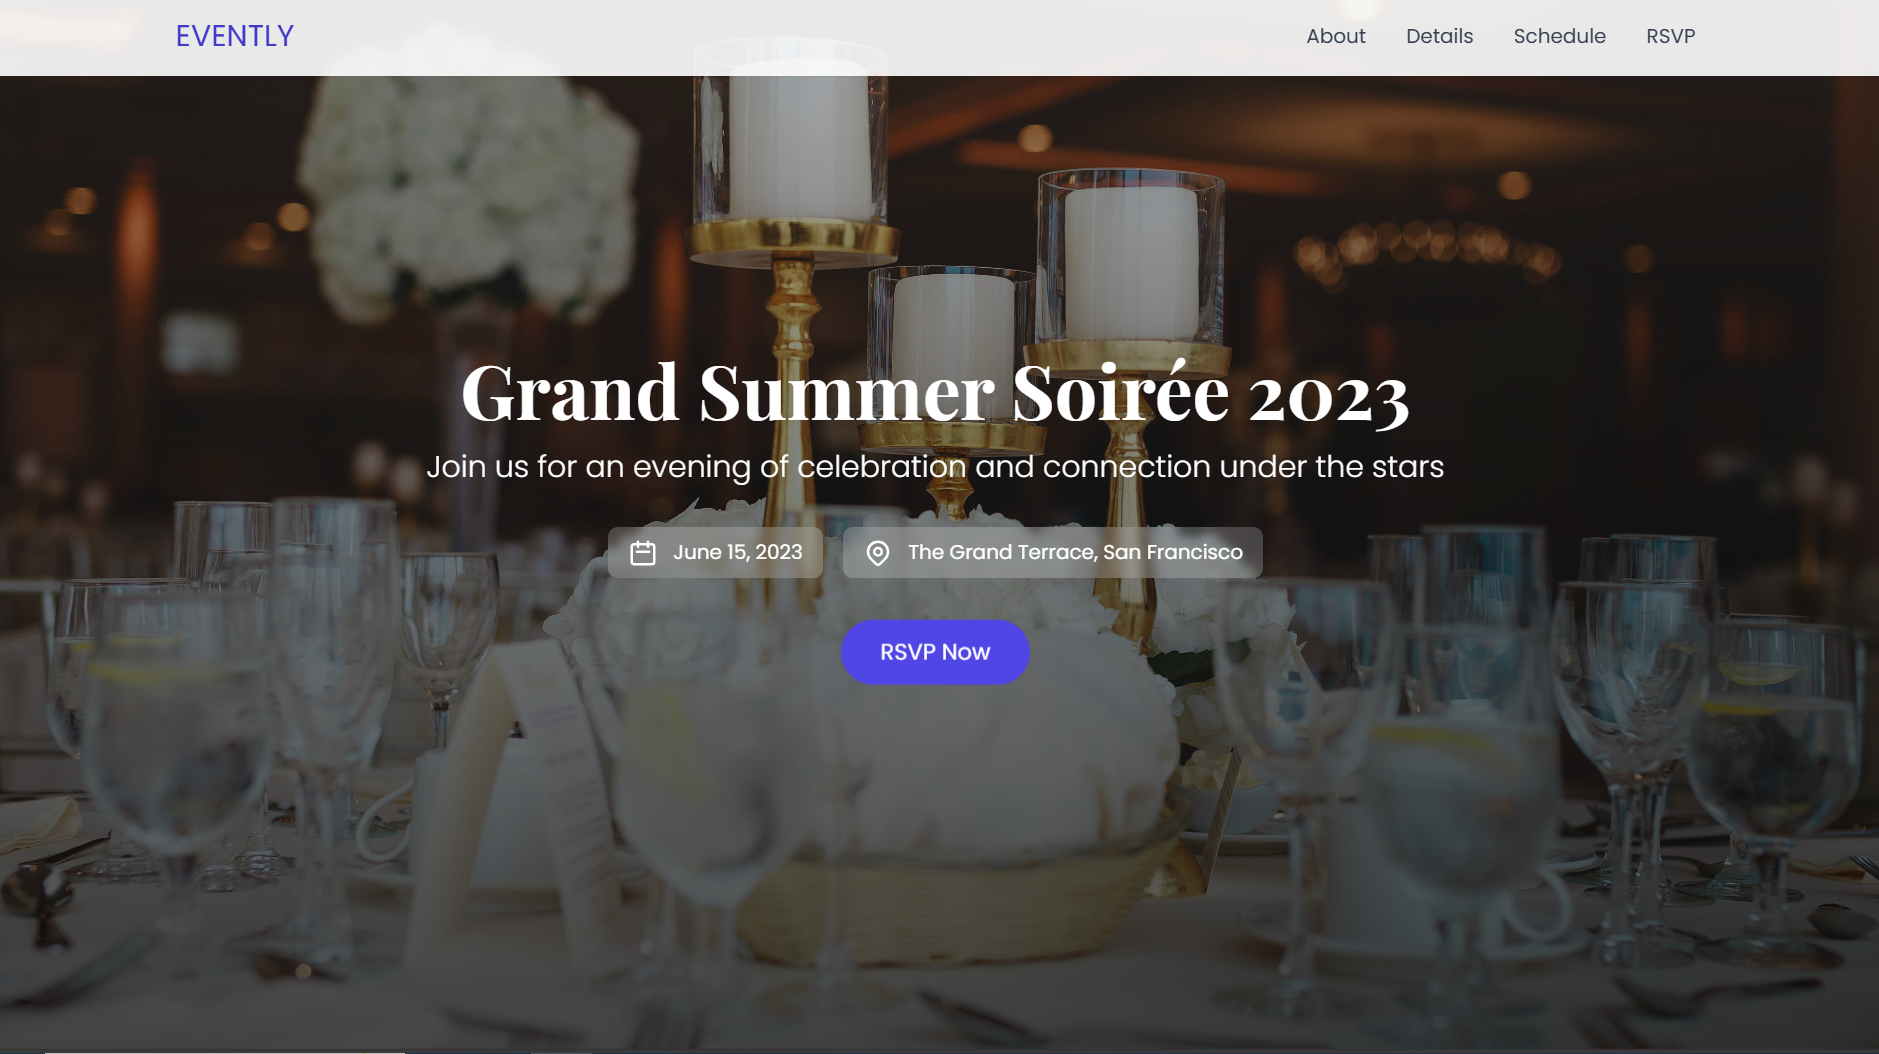 EVENTLY
About Details Schedule RSVP
Grand Summer Soirée 2023
Join us for an evening of celebration and connection under the stars
June 15, 2023
The Grand Terrace, San Francisco
RSVP Now